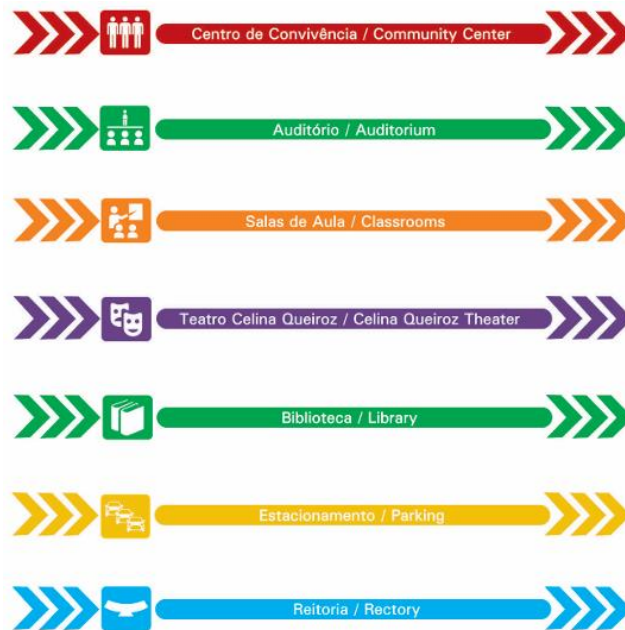 Centro de Convivência / Community Center
Auditório / Auditorium
Salas de Aula / Classrooms
Teatro Celina Queiroz / Celina Queiroz Theater
Biblioteca / Library
Estacionamento / Parking
Reitoria / Rectory